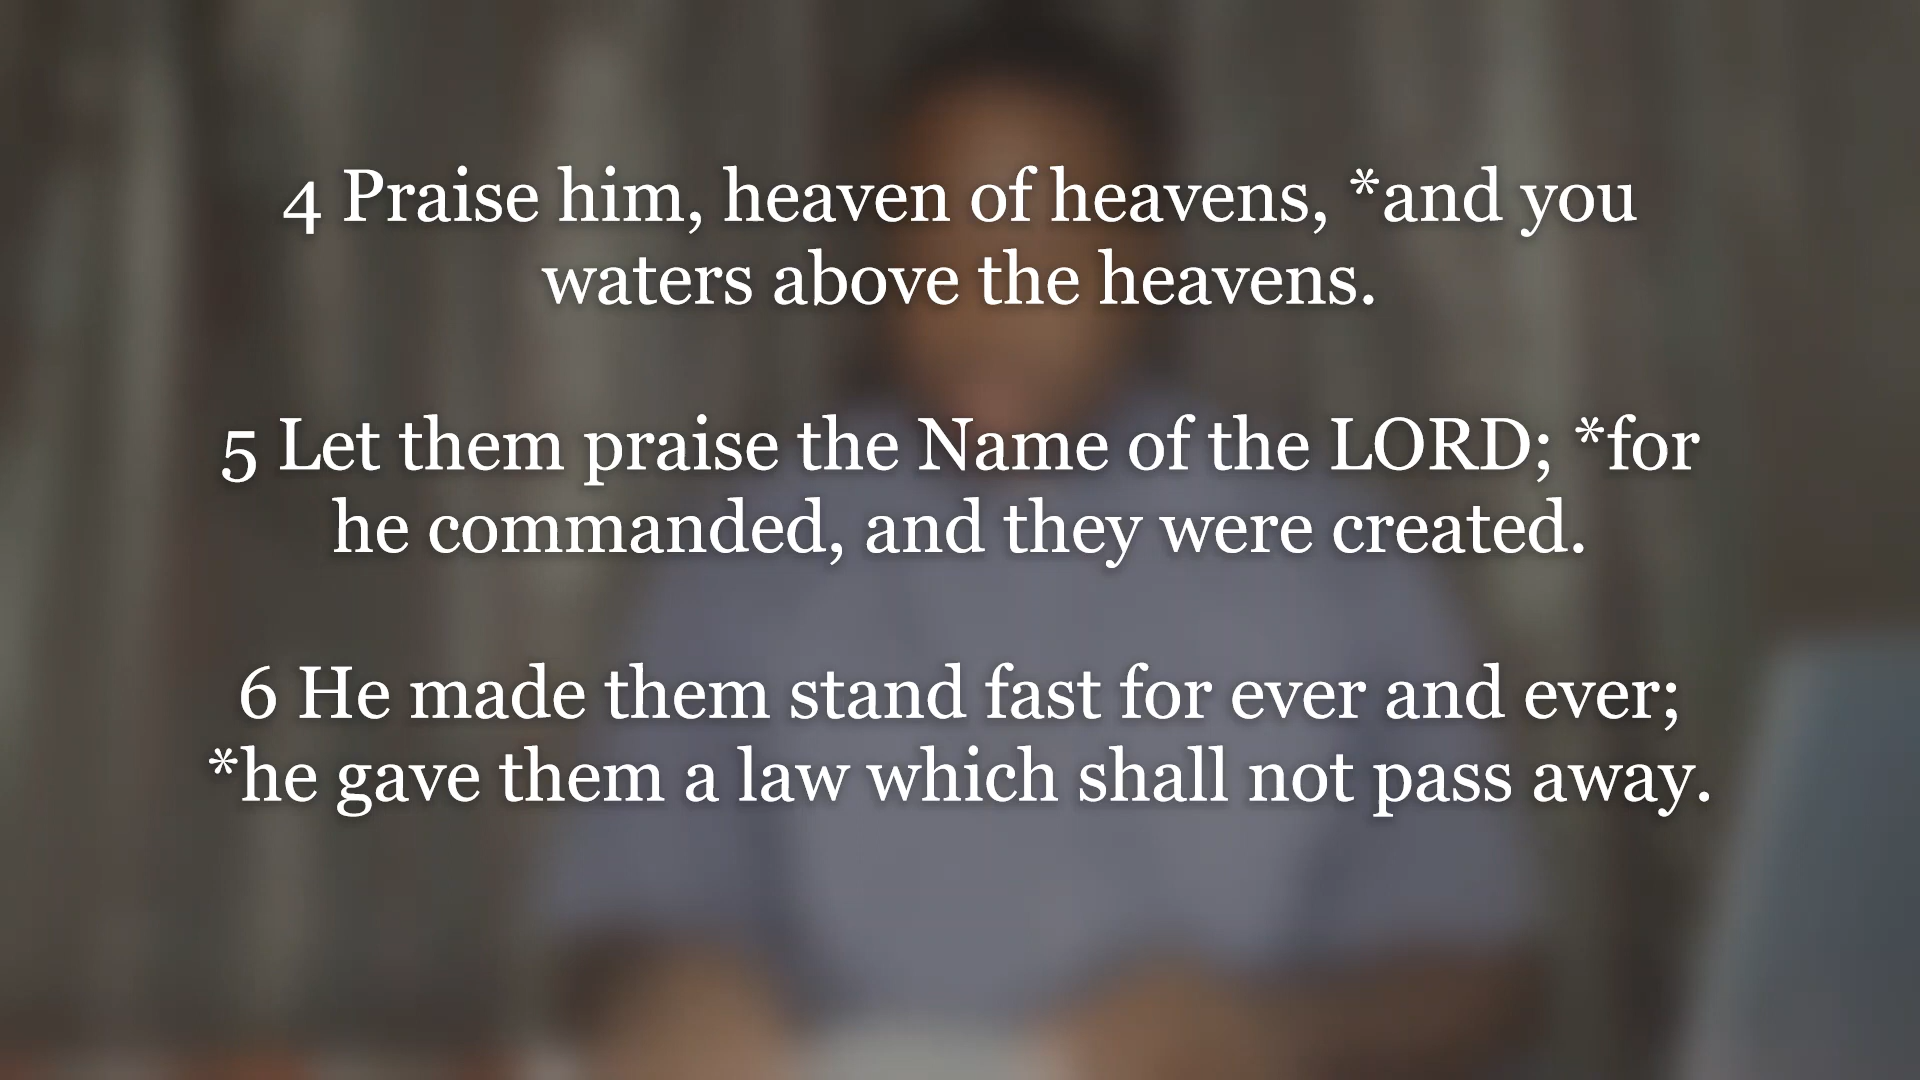 4 Praise him, heaven of heavens, *and you
waters above the heavens.
5 Let them praise the Name of the LORD; *for
he commanded, and they were created.
6 He made them stand fast for ever and ever;
*he gave them a law which shall not pass away.